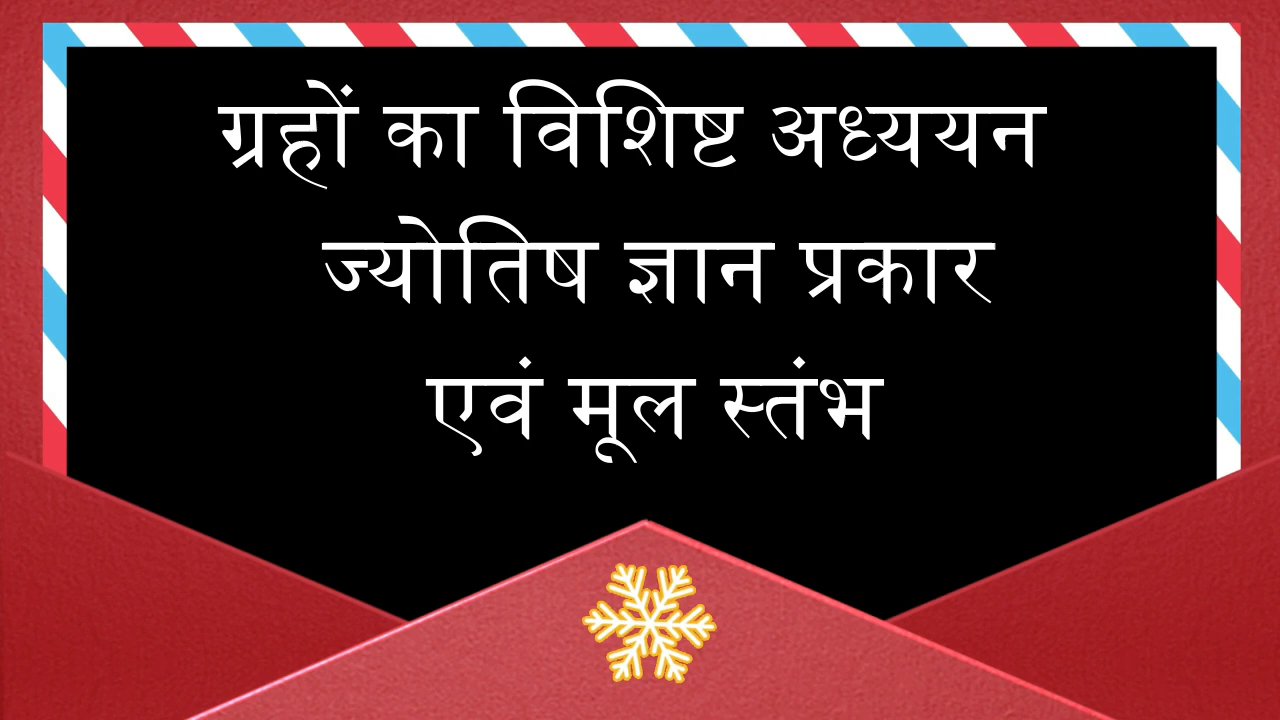 ग्रहों का विशिष्ट अध्ययन
ज्योतिष ज्ञान प्रकार
एवं मूल स्तंभ